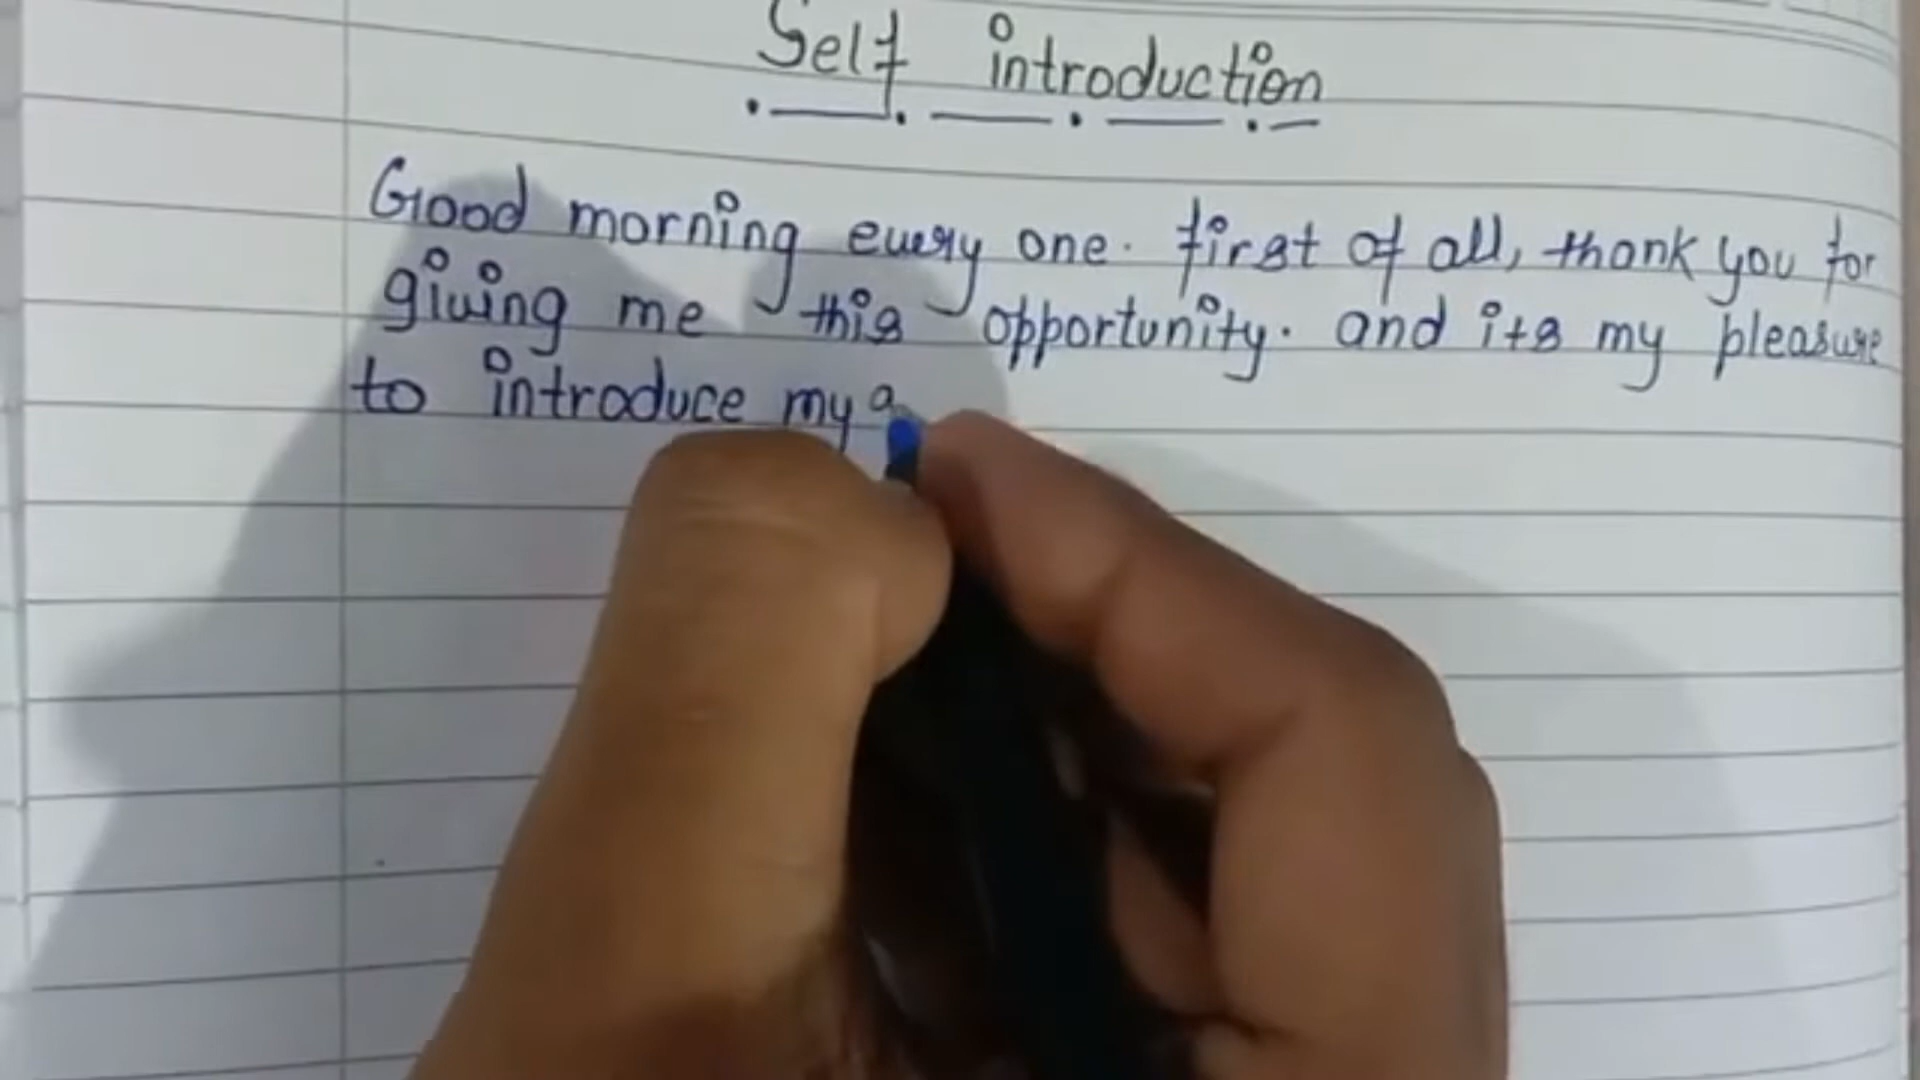 Self introduction
Good morning every one. first of all, thank you for
giving me this opportunity. and its my pleasure
to introduce my